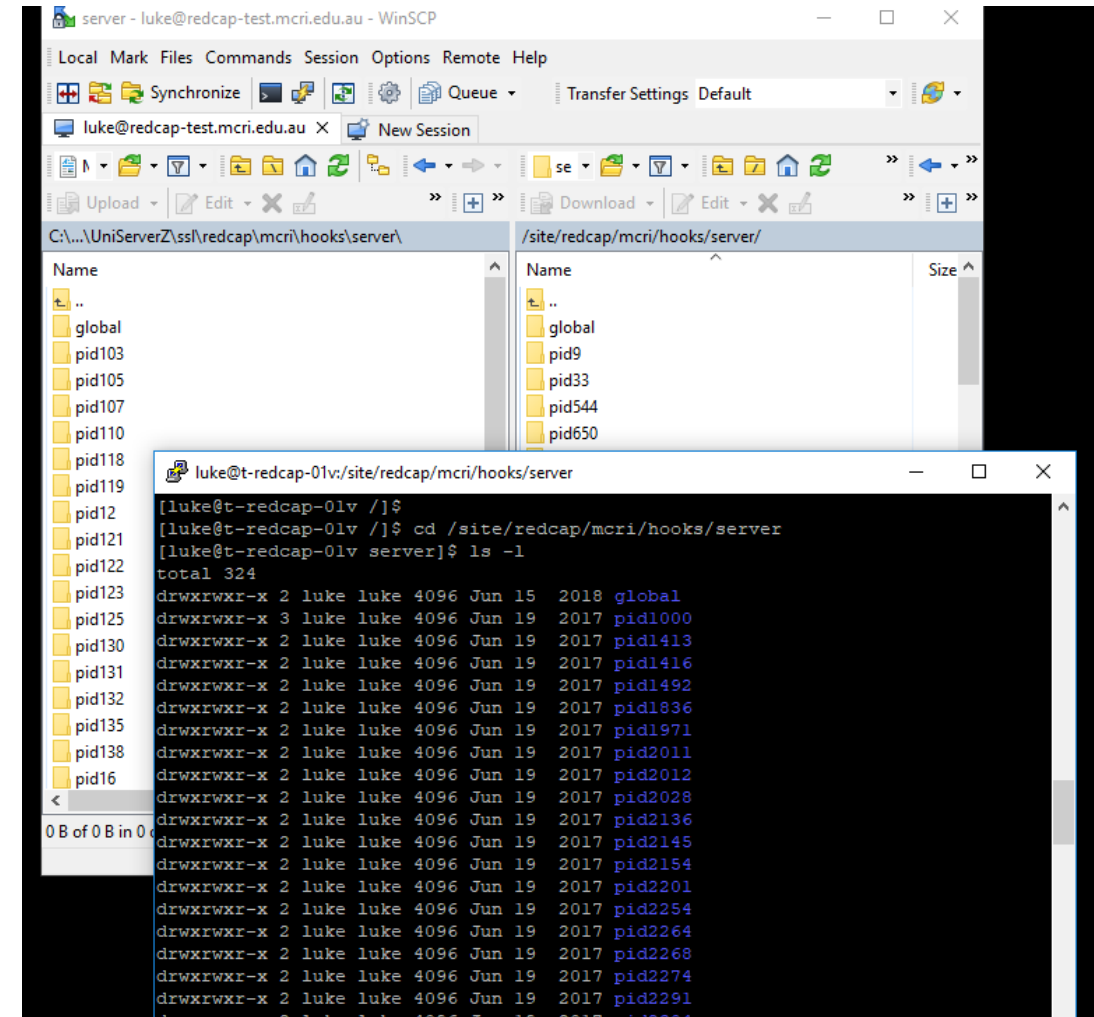 server - luke@redcap-test.mcri.edu.au - WinSCP
Local Mark Files Commands Session Options Remote Help
Synchronize Queue Transfer Settings Default
luke@redcap-test.mcri.edu.au New Session
se
Upload Edit Download Edit
C:\...\UniServerZ\ssl\redcap\mcri\hooks\server\ /site/redcap/mcri/hooks/server/
Name Name Size
.. ..
global global
pid103 pid9
pid105 pid33
pid107 pid544
pid110 pid650
pid118
pid119
pid12
pid121
pid122
pid123
pid125
pid130
pid131
pid132
pid135
pid138
pid16
0 B of 0 B in 0
luke@t-redcap-01v:/site/redcap/mcri/hooks/server
[luke@t-redcap-01v /]$
[luke@t-redcap-01v /]$ cd /site/redcap/mcri/hooks/server
[luke@t-redcap-01v server]$ ls -l
total 324
drwxrwxr-x 2 luke luke 4096 Jun 15 2018 global
drwxrwxr-x 3 luke luke 4096 Jun 19 2017 pid1000
drwxrwxr-x 2 luke luke 4096 Jun 19 2017 pid1413
drwxrwxr-x 2 luke luke 4096 Jun 19 2017 pid1416
drwxrwxr-x 2 luke luke 4096 Jun 19 2017 pid1492
drwxrwxr-x 2 luke luke 4096 Jun 19 2017 pid1836
drwxrwxr-x 2 luke luke 4096 Jun 19 2017 pid1971
drwxrwxr-x 2 luke luke 4096 Jun 19 2017 pid2011
drwxrwxr-x 2 luke luke 4096 Jun 19 2017 pid2012
drwxrwxr-x 2 luke luke 4096 Jun 19 2017 pid2028
drwxrwxr-x 2 luke luke 4096 Jun 19 2017 pid2136
drwxrwxr-x 2 luke luke 4096 Jun 19 2017 pid2145
drwxrwxr-x 2 luke luke 4096 Jun 19 2017 pid2154
drwxrwxr-x 2 luke luke 4096 Jun 19 2017 pid2201
drwxrwxr-x 2 luke luke 4096 Jun 19 2017 pid2254
drwxrwxr-x 2 luke luke 4096 Jun 19 2017 pid2264
drwxrwxr-x 2 luke luke 4096 Jun 19 2017 pid2268
drwxrwxr-x 2 luke luke 4096 Jun 19 2017 pid2274
drwxrwxr-x 2 luke luke 4096 Jun 19 2017 pid2291